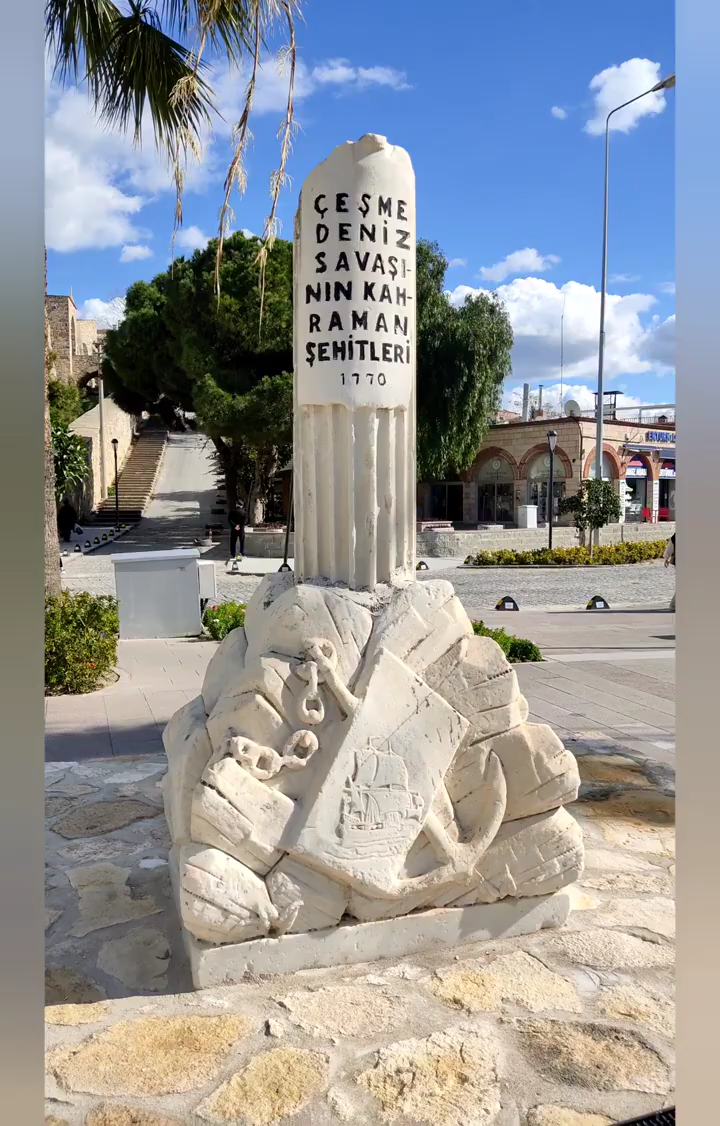 ÇEŞME
DENİZ
SAVAŞI-
NIN KAH-
RAMAN
ŞEHİTLERİ
1770